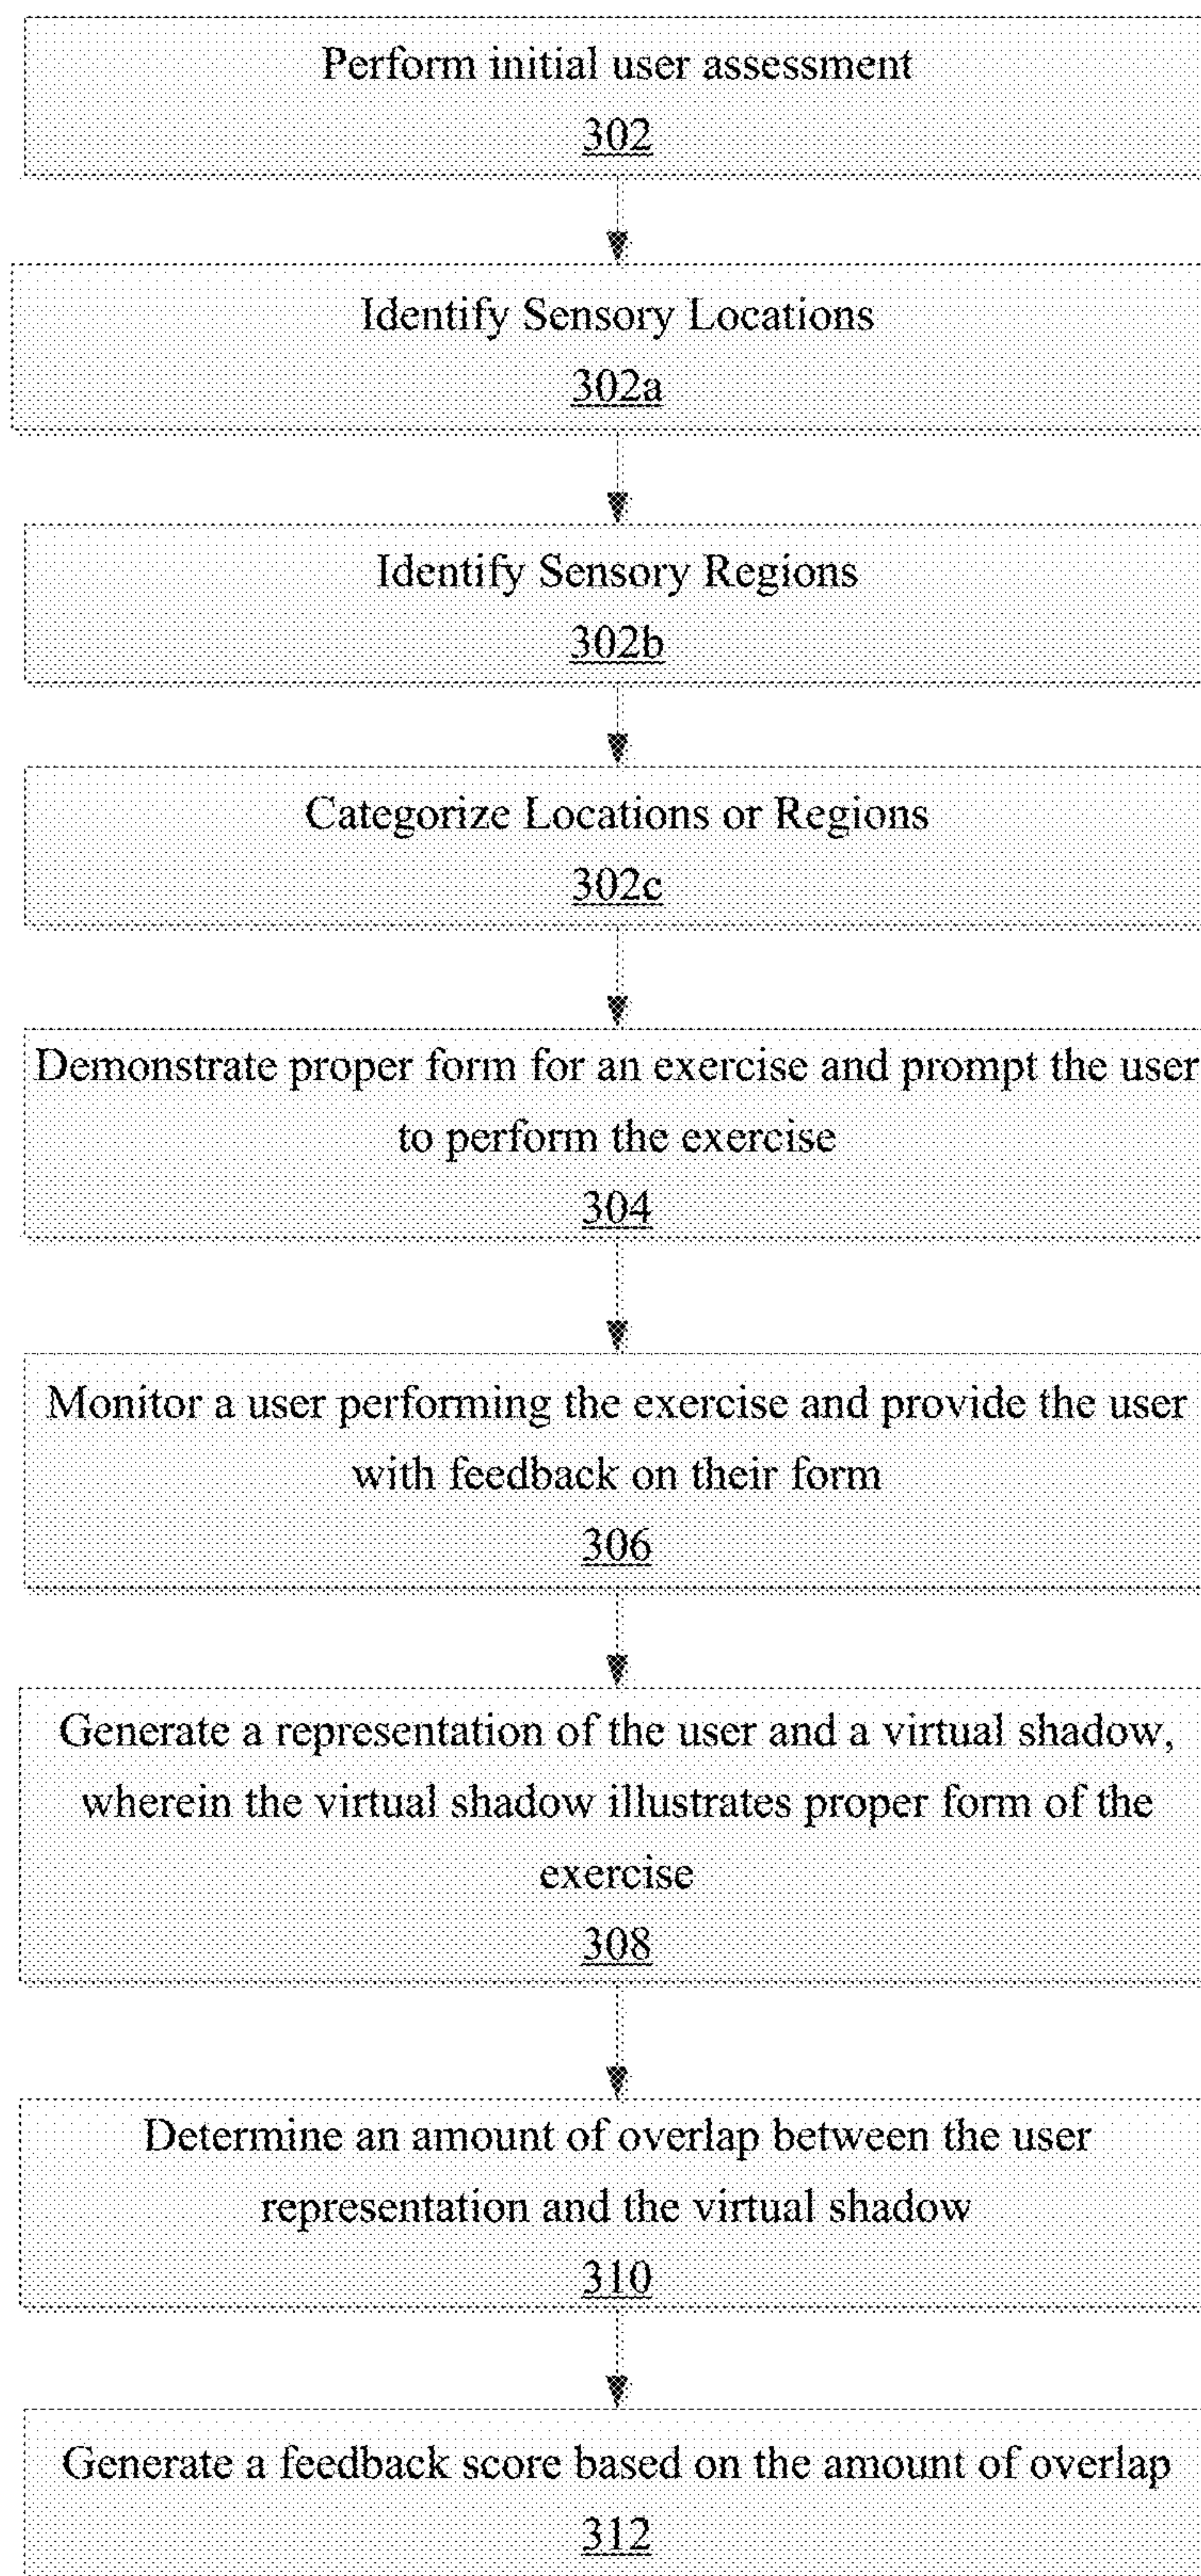 Perform initial user assessment
302
Identify Sensory Locations
302a
Identify Sensory Regions
302b
Categorize Locations or Regions
302c
Demonstrate proper form for an exercise and prompt the user
to perform the exercise
304
Monitor a user performing the exercise and provide the user
with feedback on their form
306
Generate a representation of the user and a virtual shadow,
wherein the virtual shadow illustrates proper form of the
exercise
308
Determine an amount of overlap between the user
representation and the virtual shadow
310
Generate a feedback score based on the amount of overlap
312